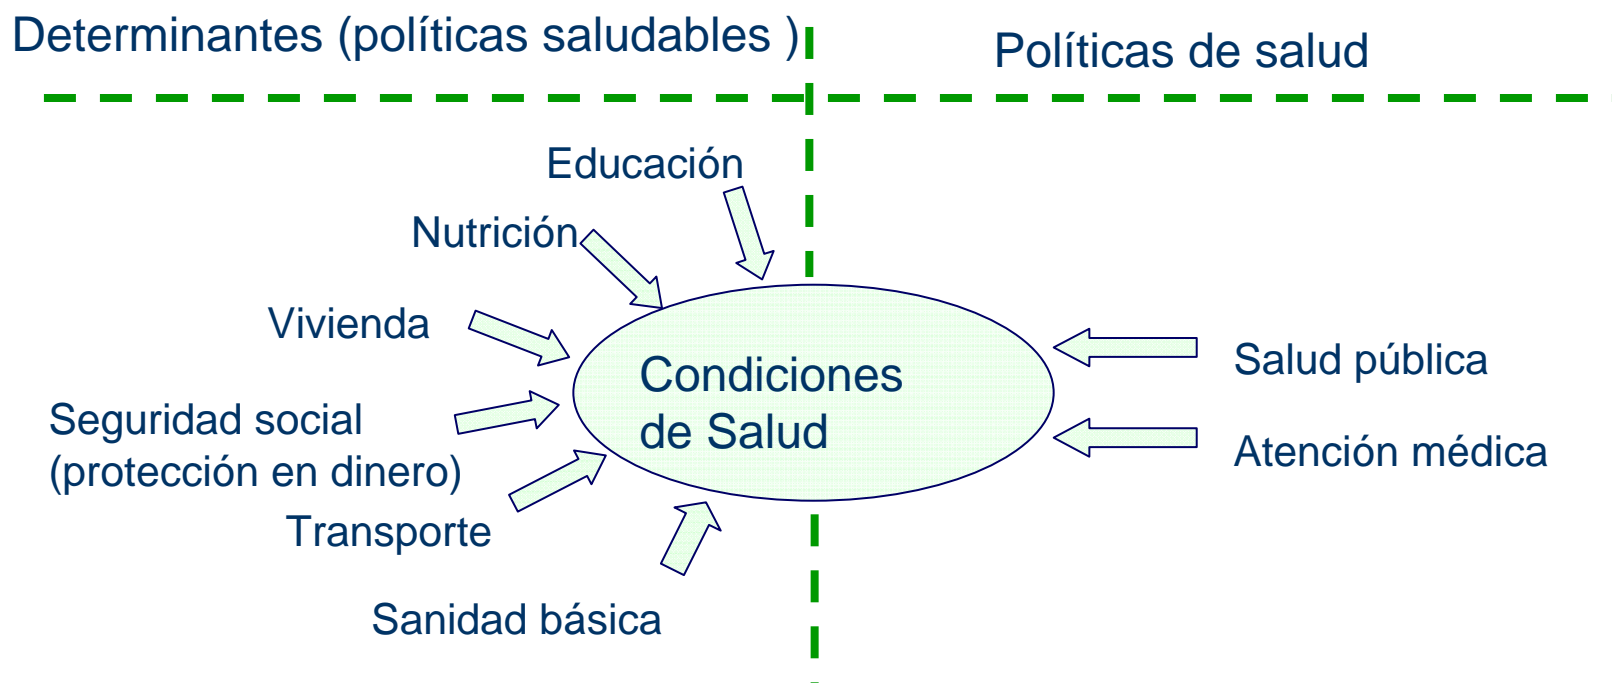 Determinantes (políticas saludables )
Políticas de salud
Educación
Nutrición
Vivienda
Seguridad social
(protección en dinero)
Transporte
Sanidad básica
Condiciones
de Salud
Salud pública
Atención médica